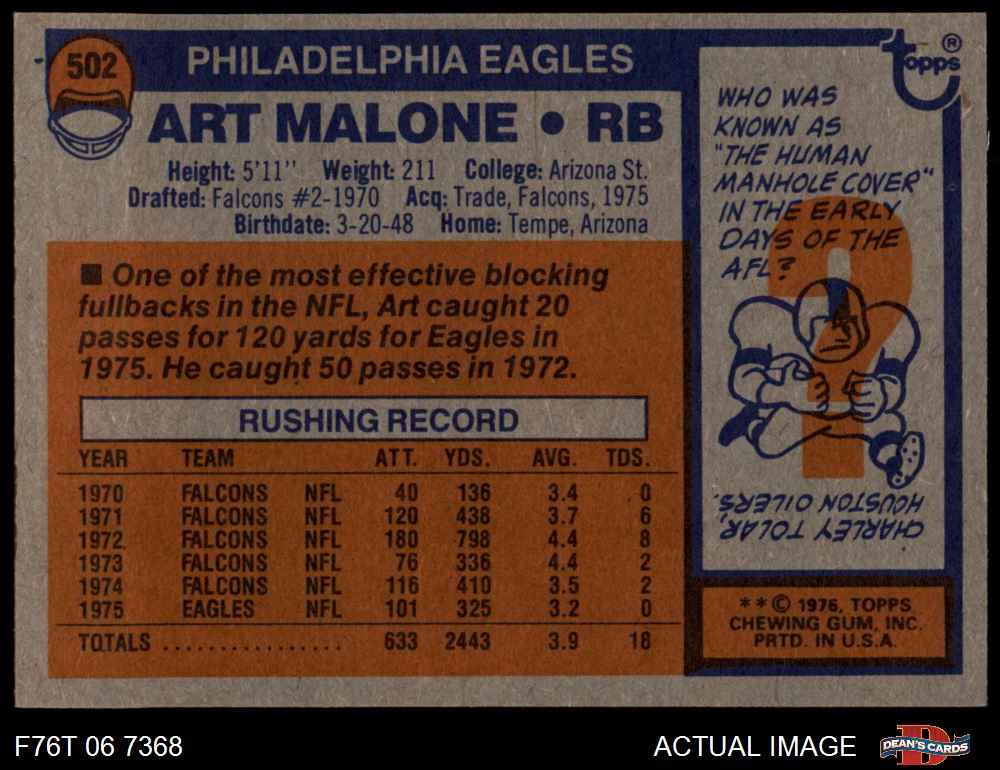 502
PHILADELPHIA EAGLES
ART MALONE • RB
Height: 5'11" Weight: 211 College: Arizona St.
Drafted: Falcons #2-1970 Acq: Trade, Falcons, 1975
Birthdate: 3-20-48 Home: Tempe, Arizona
■ One of the most effective blocking
fullbacks in the NFL, Art caught 20
passes for 120 yards for Eagles in
1975. He caught 50 passes in 1972.
RUSHING RECORD
YEAR TEAM ATT. YDS. AVG. TDS.
1970 FALCONS NFL 40 136 3.4 0
1971 FALCONS NFL 120 438 3.7 6
1972 FALCONS NFL 180 798 4.4 8
1973 FALCONS NFL 76 336 4.4 2
1974 FALCONS NFL 116 410 3.5 2
1975 EAGLES NFL 101 325 3.2 0
TOTALS ................ 633 2443 3.9 18
topps ®
WHO WAS
KNOWN AS
"THE HUMAN
MANHOLE COVER"
IN THE EARLY
DAYS OF THE
AFL?
?
CHARLEY TOLAR,
HOUSTON OILERS.
**© 1976, TOPPS
CHEWING GUM, INC.
PRTD. IN U.S.A.
F76T 06 7368
ACTUAL IMAGE
D
DEAN'S CARDS